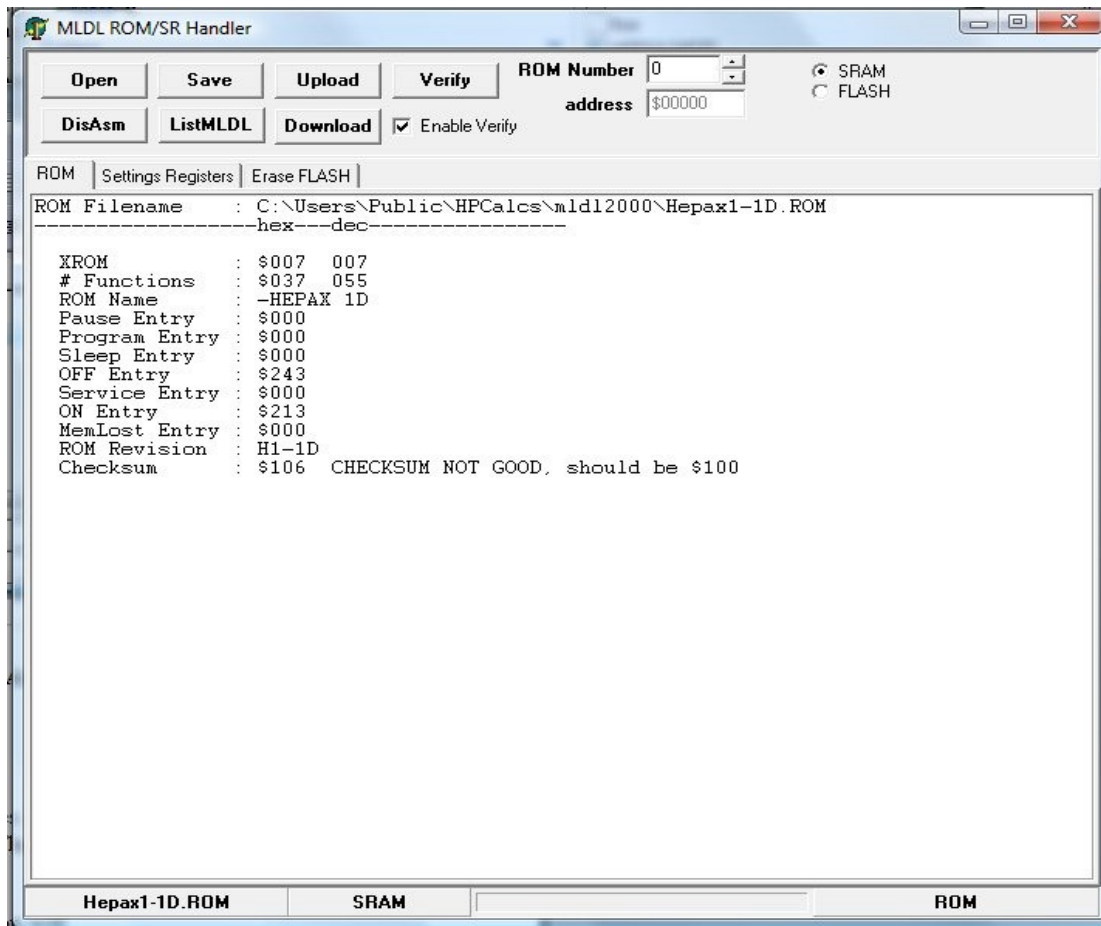 MLDL ROM/SR Handler
Open Save Upload Verify ROM Number 0 SRAM
address $00000 FLASH
DisAsm ListMLDL Download Enable Verify
ROM Settings Registers Erase FLASH
ROM Filename : C:\Users\Public\HPCalcs\mldl2000\Hepax1-1D.ROM
------------------hex---dec----------------
XROM : $007 007
# Functions : $037 055
ROM Name : -HEPAX 1D
Pause Entry : $000
Program Entry : $000
Sleep Entry : $000
OFF Entry : $243
Service Entry : $000
ON Entry : $213
MemLost Entry : $000
ROM Revision : H1-1D
Checksum : $106 CHECKSUM NOT GOOD, should be $100
Hepax1-1D.ROM SRAM ROM